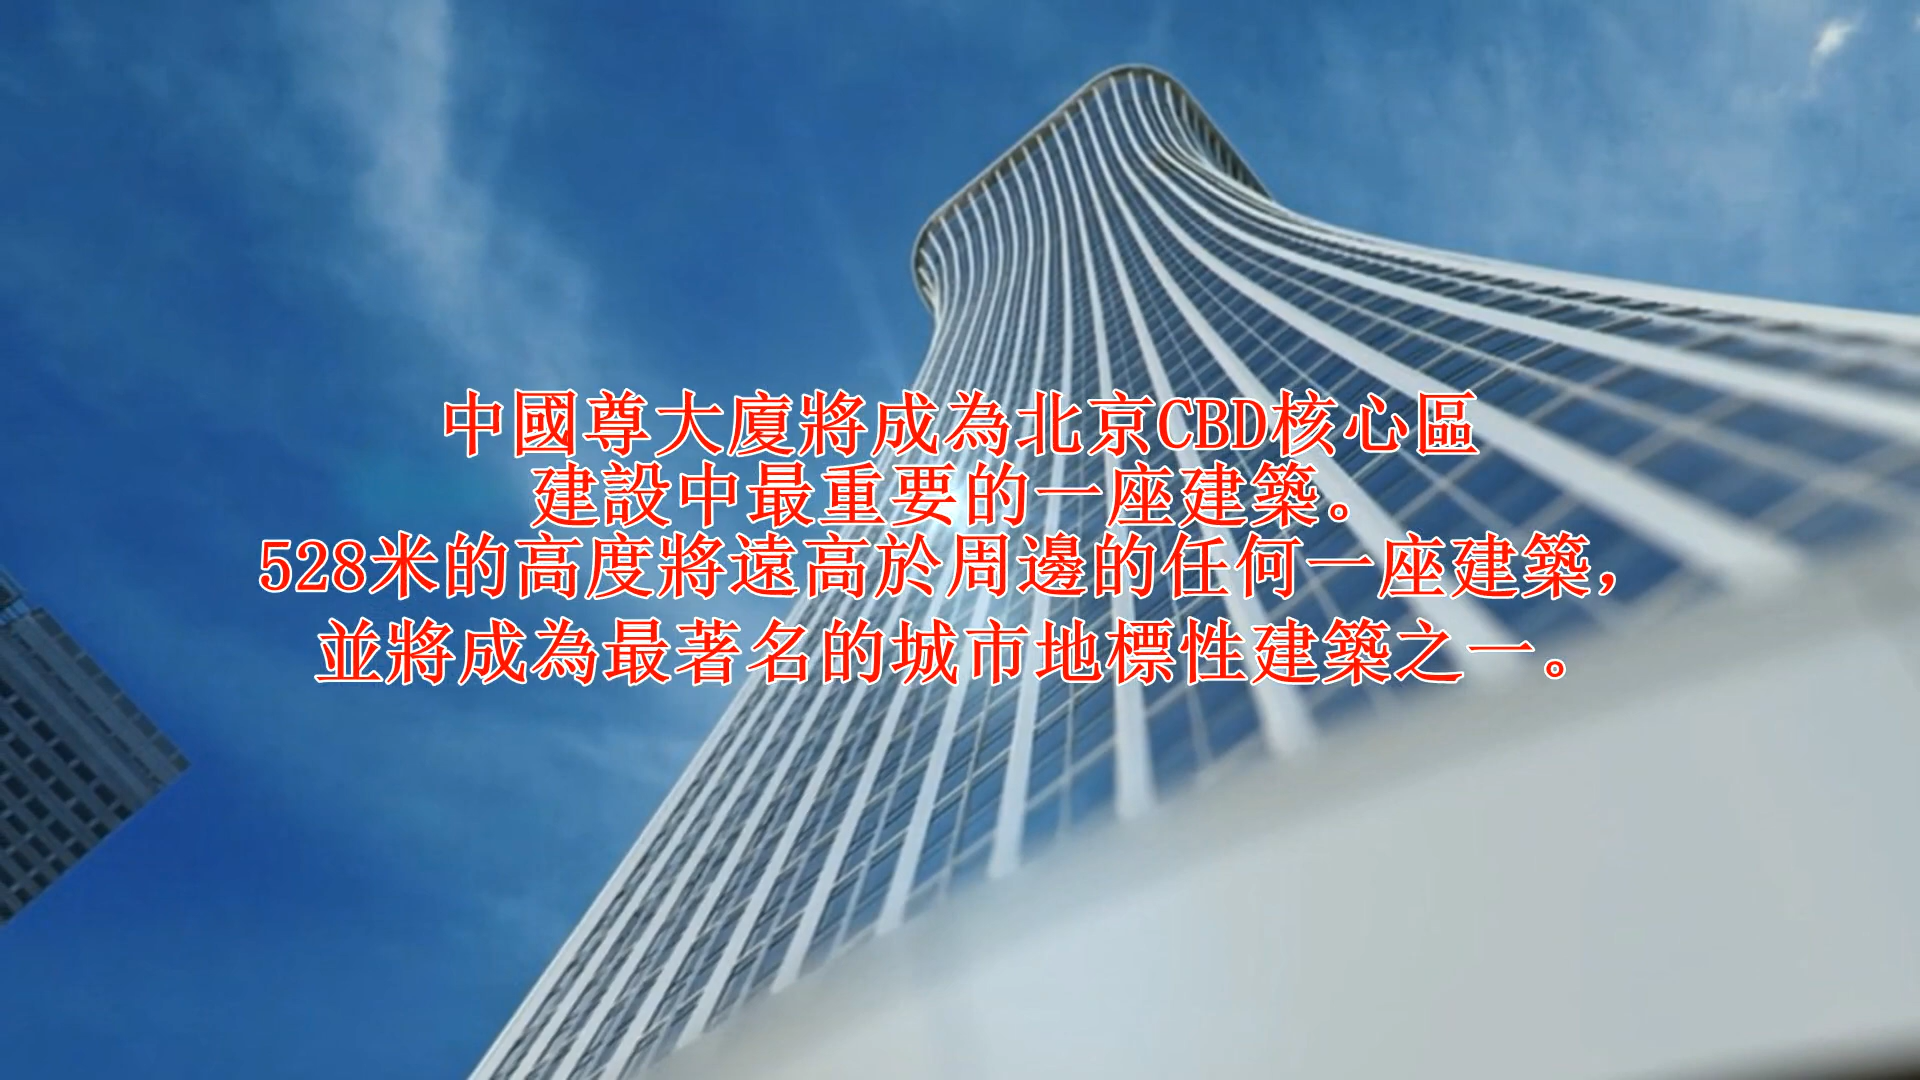 中國尊大廈將成為北京CBD核心區
建設中最重要的一座建築。
528米的高度將遠高於周邊的任何一座建築，
並將成為最著名的城市地標性建築之一。